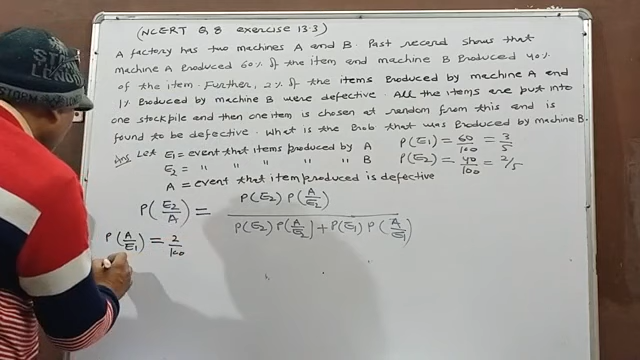 STORM LONDON
(NCERT Q.8 exercise 13.3)
A factory has two machines A and B. Past record shows that
machine A Produced 60% of the item and machine B Produced 40%
of the item. Further, 2% of the items Produced by machine A and
1% Produced by machine B were defective. All the items are put into
one stockpile and then one item is chosen at random from this and is
found to be defective. What is the Prob that was Produced by machine B.
Ans Let E1 = event that items produced by A P(E1) = 60/100 = 3/5
E2 = " " " " " B P(E2) = 40/100 = 2/5
A = event that item produced is defective
P(E2/A) = P(E2) P(A/E2) / P(E2) P(A/E2) + P(E1) P(A/E1)
P(A/E1) = 2/100